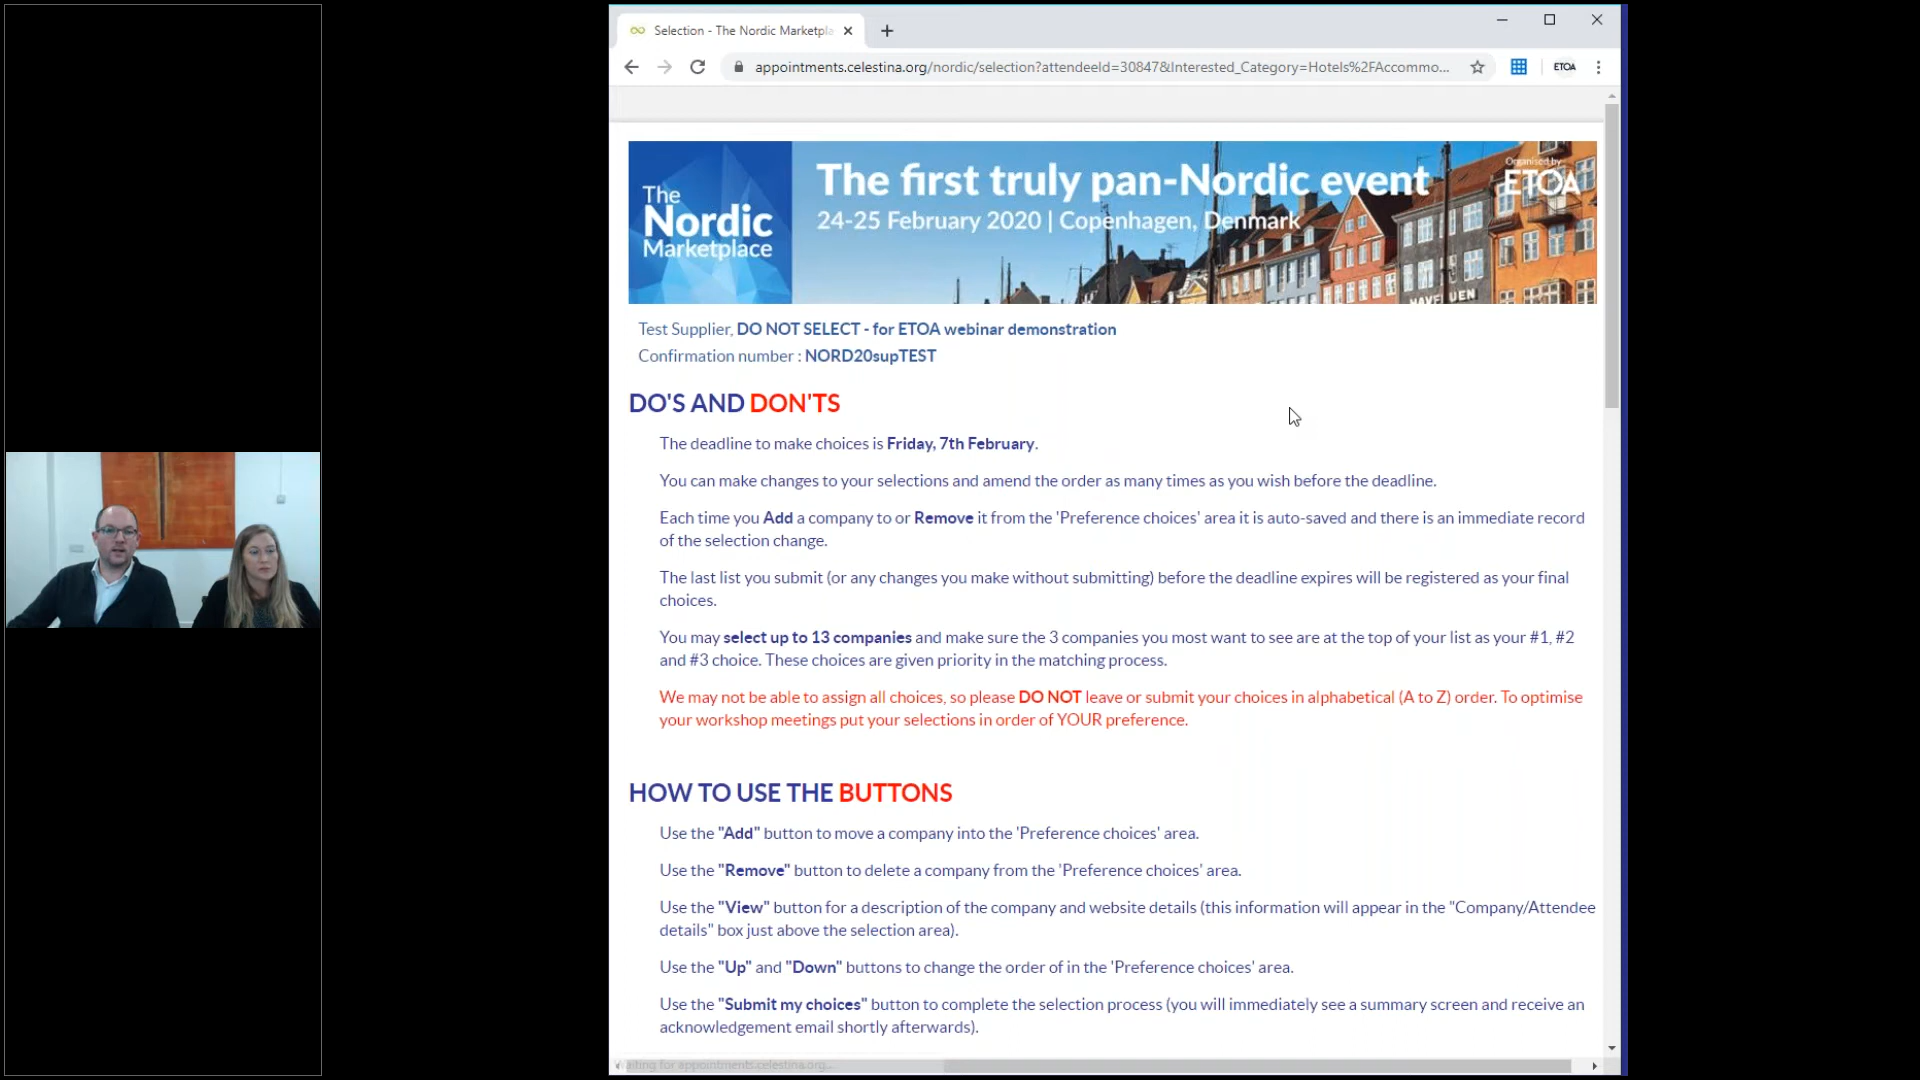 Selection - The Nordic Marketpla
appointments.celestina.org/nordic/selection?attendeeId=30847&Interested_Category=Hotels%2FAccommo...
ETOA
The
Nordic
Marketplace
The first truly pan-Nordic event
24-25 February 2020 | Copenhagen, Denmark
Organised by
ETOA
Test Supplier, DO NOT SELECT - for ETOA webinar demonstration
Confirmation number : NORD20supTEST
DO'S AND DON'TS
The deadline to make choices is Friday, 7th February.
You can make changes to your selections and amend the order as many times as you wish before the deadline.
Each time you Add a company to or Remove it from the 'Preference choices' area it is auto-saved and there is an immediate record
of the selection change.
The last list you submit (or any changes you make without submitting) before the deadline expires will be registered as your final
choices.
You may select up to 13 companies and make sure the 3 companies you most want to see are at the top of your list as your #1, #2
and #3 choice. These choices are given priority in the matching process.
We may not be able to assign all choices, so please DO NOT leave or submit your choices in alphabetical (A to Z) order. To optimise
your workshop meetings put your selections in order of YOUR preference.
HOW TO USE THE BUTTONS
Use the "Add" button to move a company into the 'Preference choices' area.
Use the "Remove" button to delete a company from the 'Preference choices' area.
Use the "View" button for a description of the company and website details (this information will appear in the "Company/Attendee
details" box just above the selection area).
Use the "Up" and "Down" buttons to change the order of in the 'Preference choices' area.
Use the "Submit my choices" button to complete the selection process (you will immediately see a summary screen and receive an
acknowledgement email shortly afterwards).
for appointments.celestina.org...